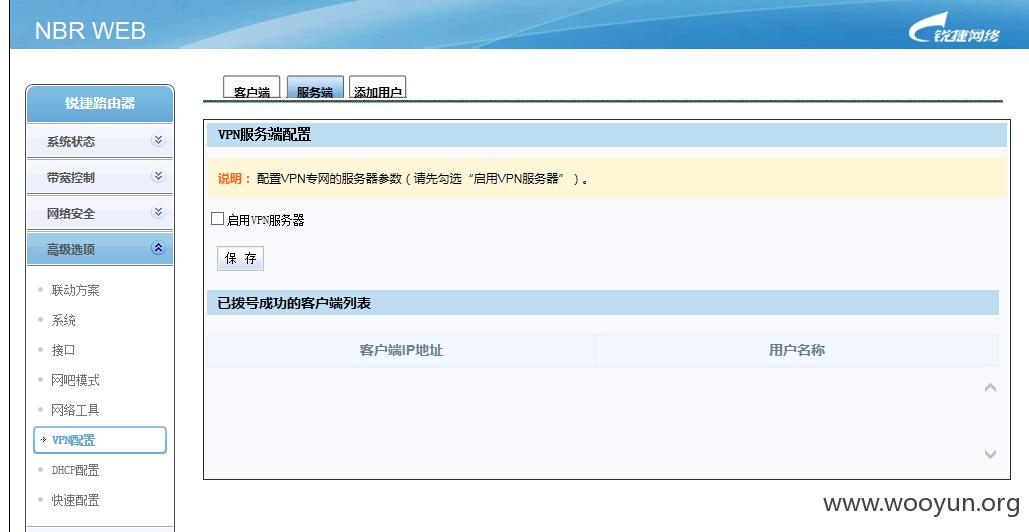 NBR WEB
锐捷网络
客户端 服务端 添加用户
锐捷路由器
系统状态
带宽控制
网络安全
高级选项
联动方案
系统
接口
网吧模式
网络工具
VPN配置
DHCP配置
快速配置
VPN服务端配置
说明：配置VPN专网的服务器参数（请先勾选“启用VPN服务器”）。
启用VPN服务器
保 存
已拨号成功的客户端列表
客户端IP地址 用户名称
www.wooyun.org